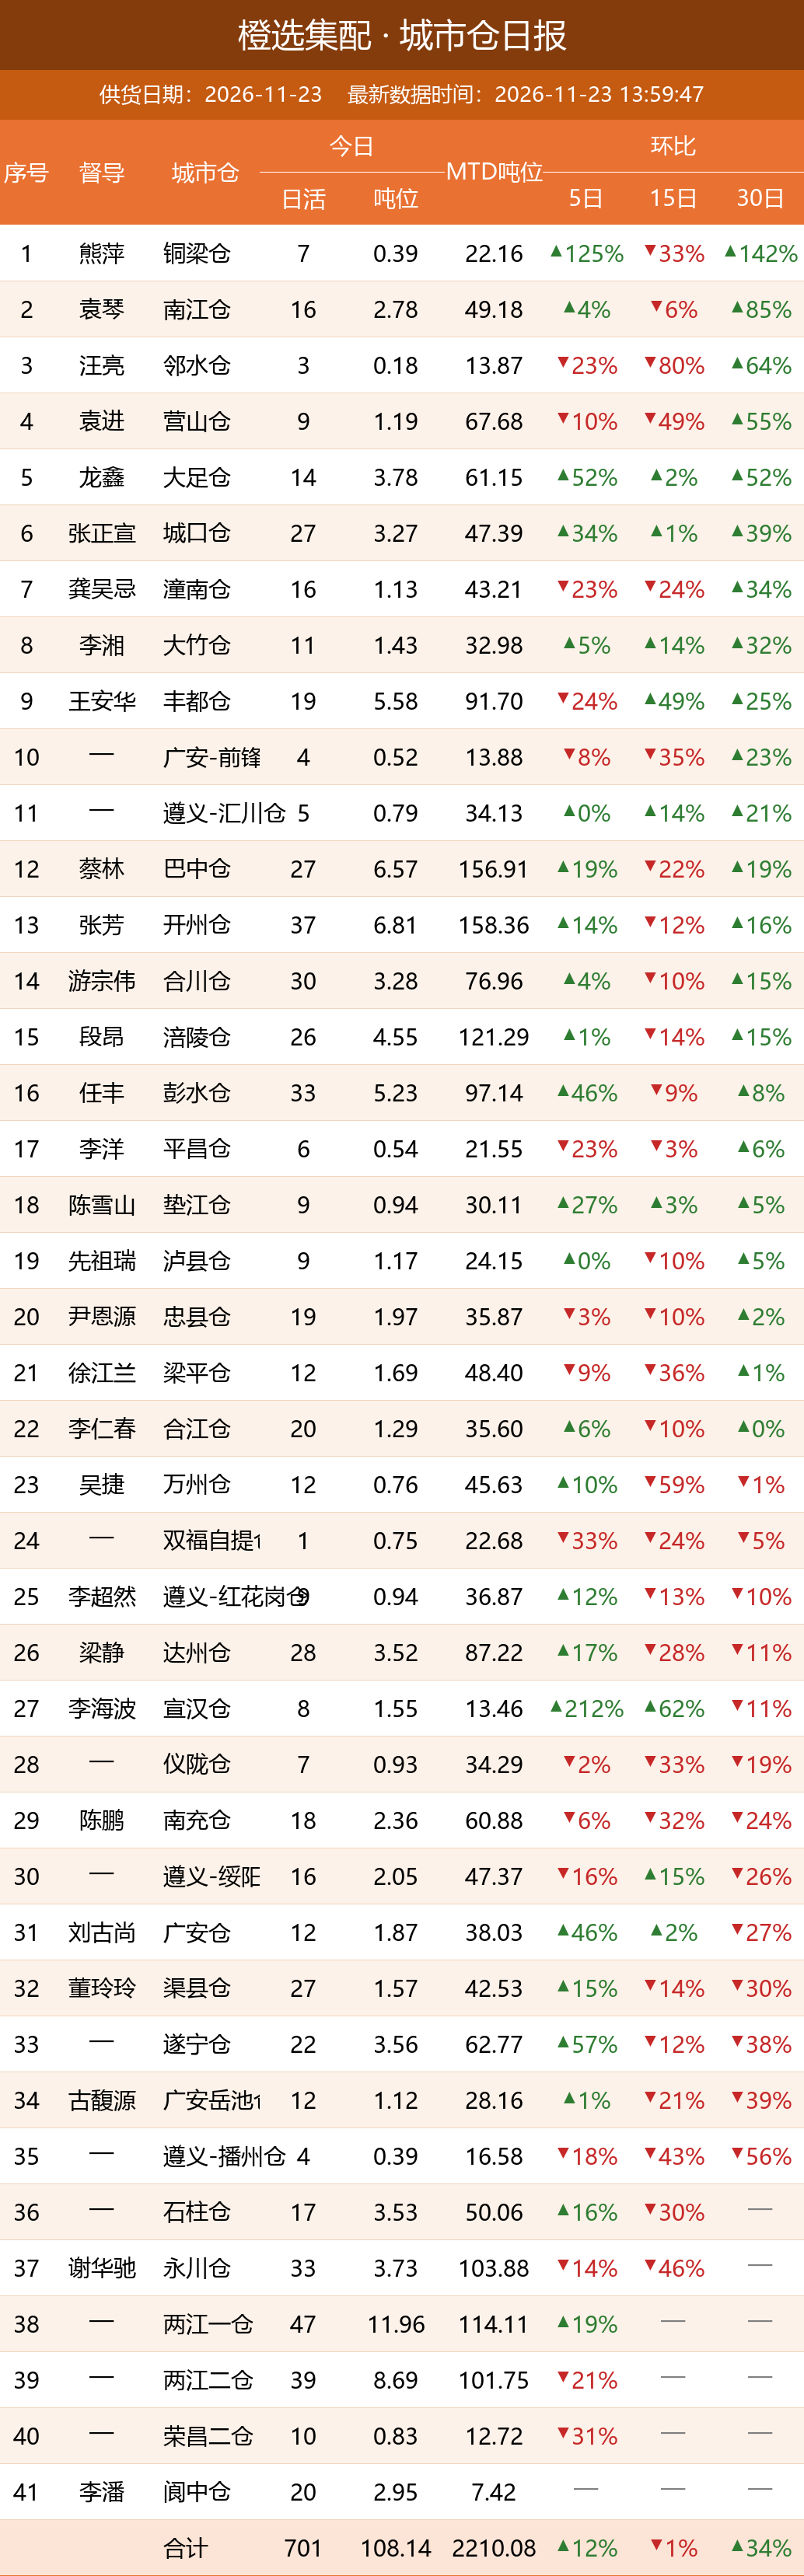 橙选集配 · 城市仓日报
供货日期：2026-11-23 最新数据时间：2026-11-23 13:59:47
序号 督导 城市仓 今日 MTD吨位 环比
日活 吨位 5日 15日 30日
1 熊萍 铜梁仓 7 0.39 22.16 ▲125% ▼33% ▲142%
2 袁琴 南江仓 16 2.78 49.18 ▲4% ▼6% ▲85%
3 汪亮 邻水仓 3 0.18 13.87 ▼23% ▼80% ▲64%
4 袁进 营山仓 9 1.19 67.68 ▼10% ▼49% ▲55%
5 龙鑫 大足仓 14 3.78 61.15 ▲52% ▲2% ▲52%
6 张正宣 城口仓 27 3.27 47.39 ▲34% ▲1% ▲39%
7 龚吴忌 潼南仓 16 1.13 43.21 ▼23% ▼24% ▲34%
8 李湘 大竹仓 11 1.43 32.98 ▲5% ▲14% ▲32%
9 王安华 丰都仓 19 5.58 91.70 ▼24% ▲49% ▲25%
10 — 广安-前锋 4 0.52 13.88 ▼8% ▼35% ▲23%
11 — 遵义-汇川仓 5 0.79 34.13 ▲0% ▲14% ▲21%
12 蔡林 巴中仓 27 6.57 156.91 ▲19% ▼22% ▲19%
13 张芳 开州仓 37 6.81 158.36 ▲14% ▼12% ▲16%
14 游宗伟 合川仓 30 3.28 76.96 ▲4% ▼10% ▲15%
15 段昂 涪陵仓 26 4.55 121.29 ▲1% ▼14% ▲15%
16 任丰 彭水仓 33 5.23 97.14 ▲46% ▼9% ▲8%
17 李洋 平昌仓 6 0.54 21.55 ▼23% ▼3% ▲6%
18 陈雪山 垫江仓 9 0.94 30.11 ▲27% ▲3% ▲5%
19 先祖瑞 泸县仓 9 1.17 24.15 ▲0% ▼10% ▲5%
20 尹恩源 忠县仓 19 1.97 35.87 ▼3% ▼10% ▲2%
21 徐江兰 梁平仓 12 1.69 48.40 ▼9% ▼36% ▲1%
22 李仁春 合江仓 20 1.29 35.60 ▲6% ▼10% ▲0%
23 吴捷 万州仓 12 0.76 45.63 ▲10% ▼59% ▼1%
24 — 双福自提 1 0.75 22.68 ▼33% ▼24% ▼5%
25 李超然 遵义-红花岗仓 9 0.94 36.87 ▲12% ▼13% ▼10%
26 梁静 达州仓 28 3.52 87.22 ▲17% ▼28% ▼11%
27 李海波 宣汉仓 8 1.55 13.46 ▲212% ▲62% ▼11%
28 — 仪陇仓 7 0.93 34.29 ▼2% ▼33% ▼19%
29 陈鹏 南充仓 18 2.36 60.88 ▼6% ▼32% ▼24%
30 — 遵义-绥阳 16 2.05 47.37 ▼16% ▲15% ▼26%
31 刘古尚 广安仓 12 1.87 38.03 ▲46% ▲2% ▼27%
32 董玲玲 渠县仓 27 1.57 42.53 ▲15% ▼14% ▼30%
33 — 遂宁仓 22 3.56 62.77 ▲57% ▼12% ▼38%
34 古馥源 广安岳池 12 1.12 28.16 ▲1% ▼21% ▼39%
35 — 遵义-播州仓 4 0.39 16.58 ▼18% ▼43% ▼56%
36 — 石柱仓 17 3.53 50.06 ▲16% ▼30% —
37 谢华驰 永川仓 33 3.73 103.88 ▼14% ▼46% —
38 — 两江一仓 47 11.96 114.11 ▲19% — —
39 — 两江二仓 39 8.69 101.75 ▼21% — —
40 — 荣昌二仓 10 0.83 12.72 ▼31% — —
41 李潘 阆中仓 20 2.95 7.42 — — —
合计 701 108.14 2210.08 ▲12% ▼1% ▲34%